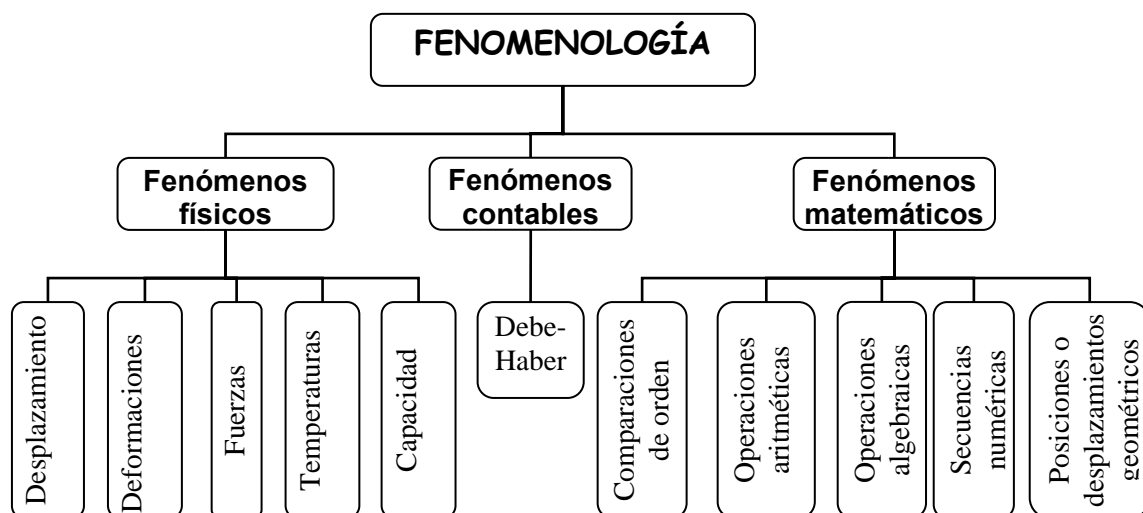 FENOMENOLOGÍA
Fenómenos
físicos
Fenómenos
contables
Fenómenos
matemáticos
Desplazamiento
Deformaciones
Fuerzas
Temperaturas
Capacidad
Debe-
Haber
Comparaciones
de orden
Operaciones
aritméticas
Operaciones
algebraicas
Secuencias
numéricas
Posiciones o
desplazamientos
geométricos